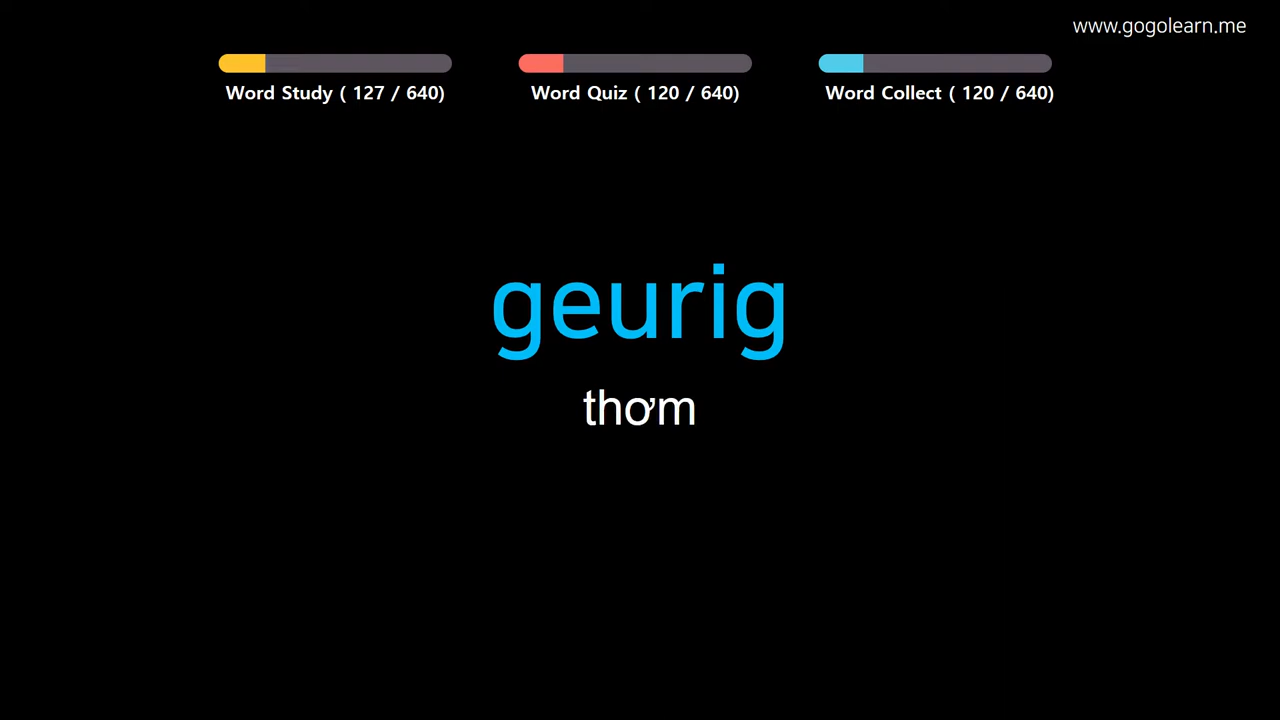 www.gogolearn.me
Word Study ( 127 / 640)
Word Quiz ( 120 / 640)
Word Collect ( 120 / 640)
geurig
thơm